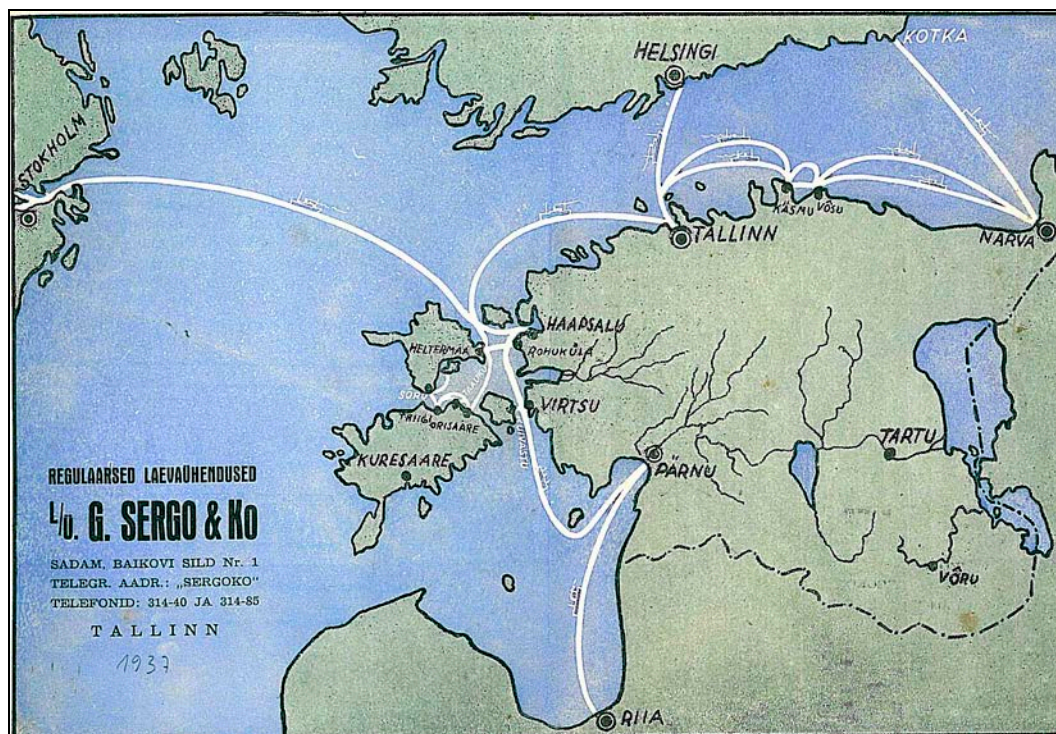 KOTKA
HELSINGI
STOKHOLM
KÄSMU
VÕSU
TALLINN
NARVA
HAAPSALU
HELTERMAA
ROHUKÜLA
SÕRU
VIRTSU
TRIIGI
ORISAARE
KUIVASTU
TARTU
PÄRNU
KURESAARE
VÕRU
RIIA
REGULAARSED LAEVAÜHENDUSED
L/Ü. G. SERGO & Ko
SADAM, BAIKOVI SILD Nr. 1
TELEGR. AADR.: „SERGOKO"
TELEFONID: 314-40 JA 314-85
TALLINN
1937